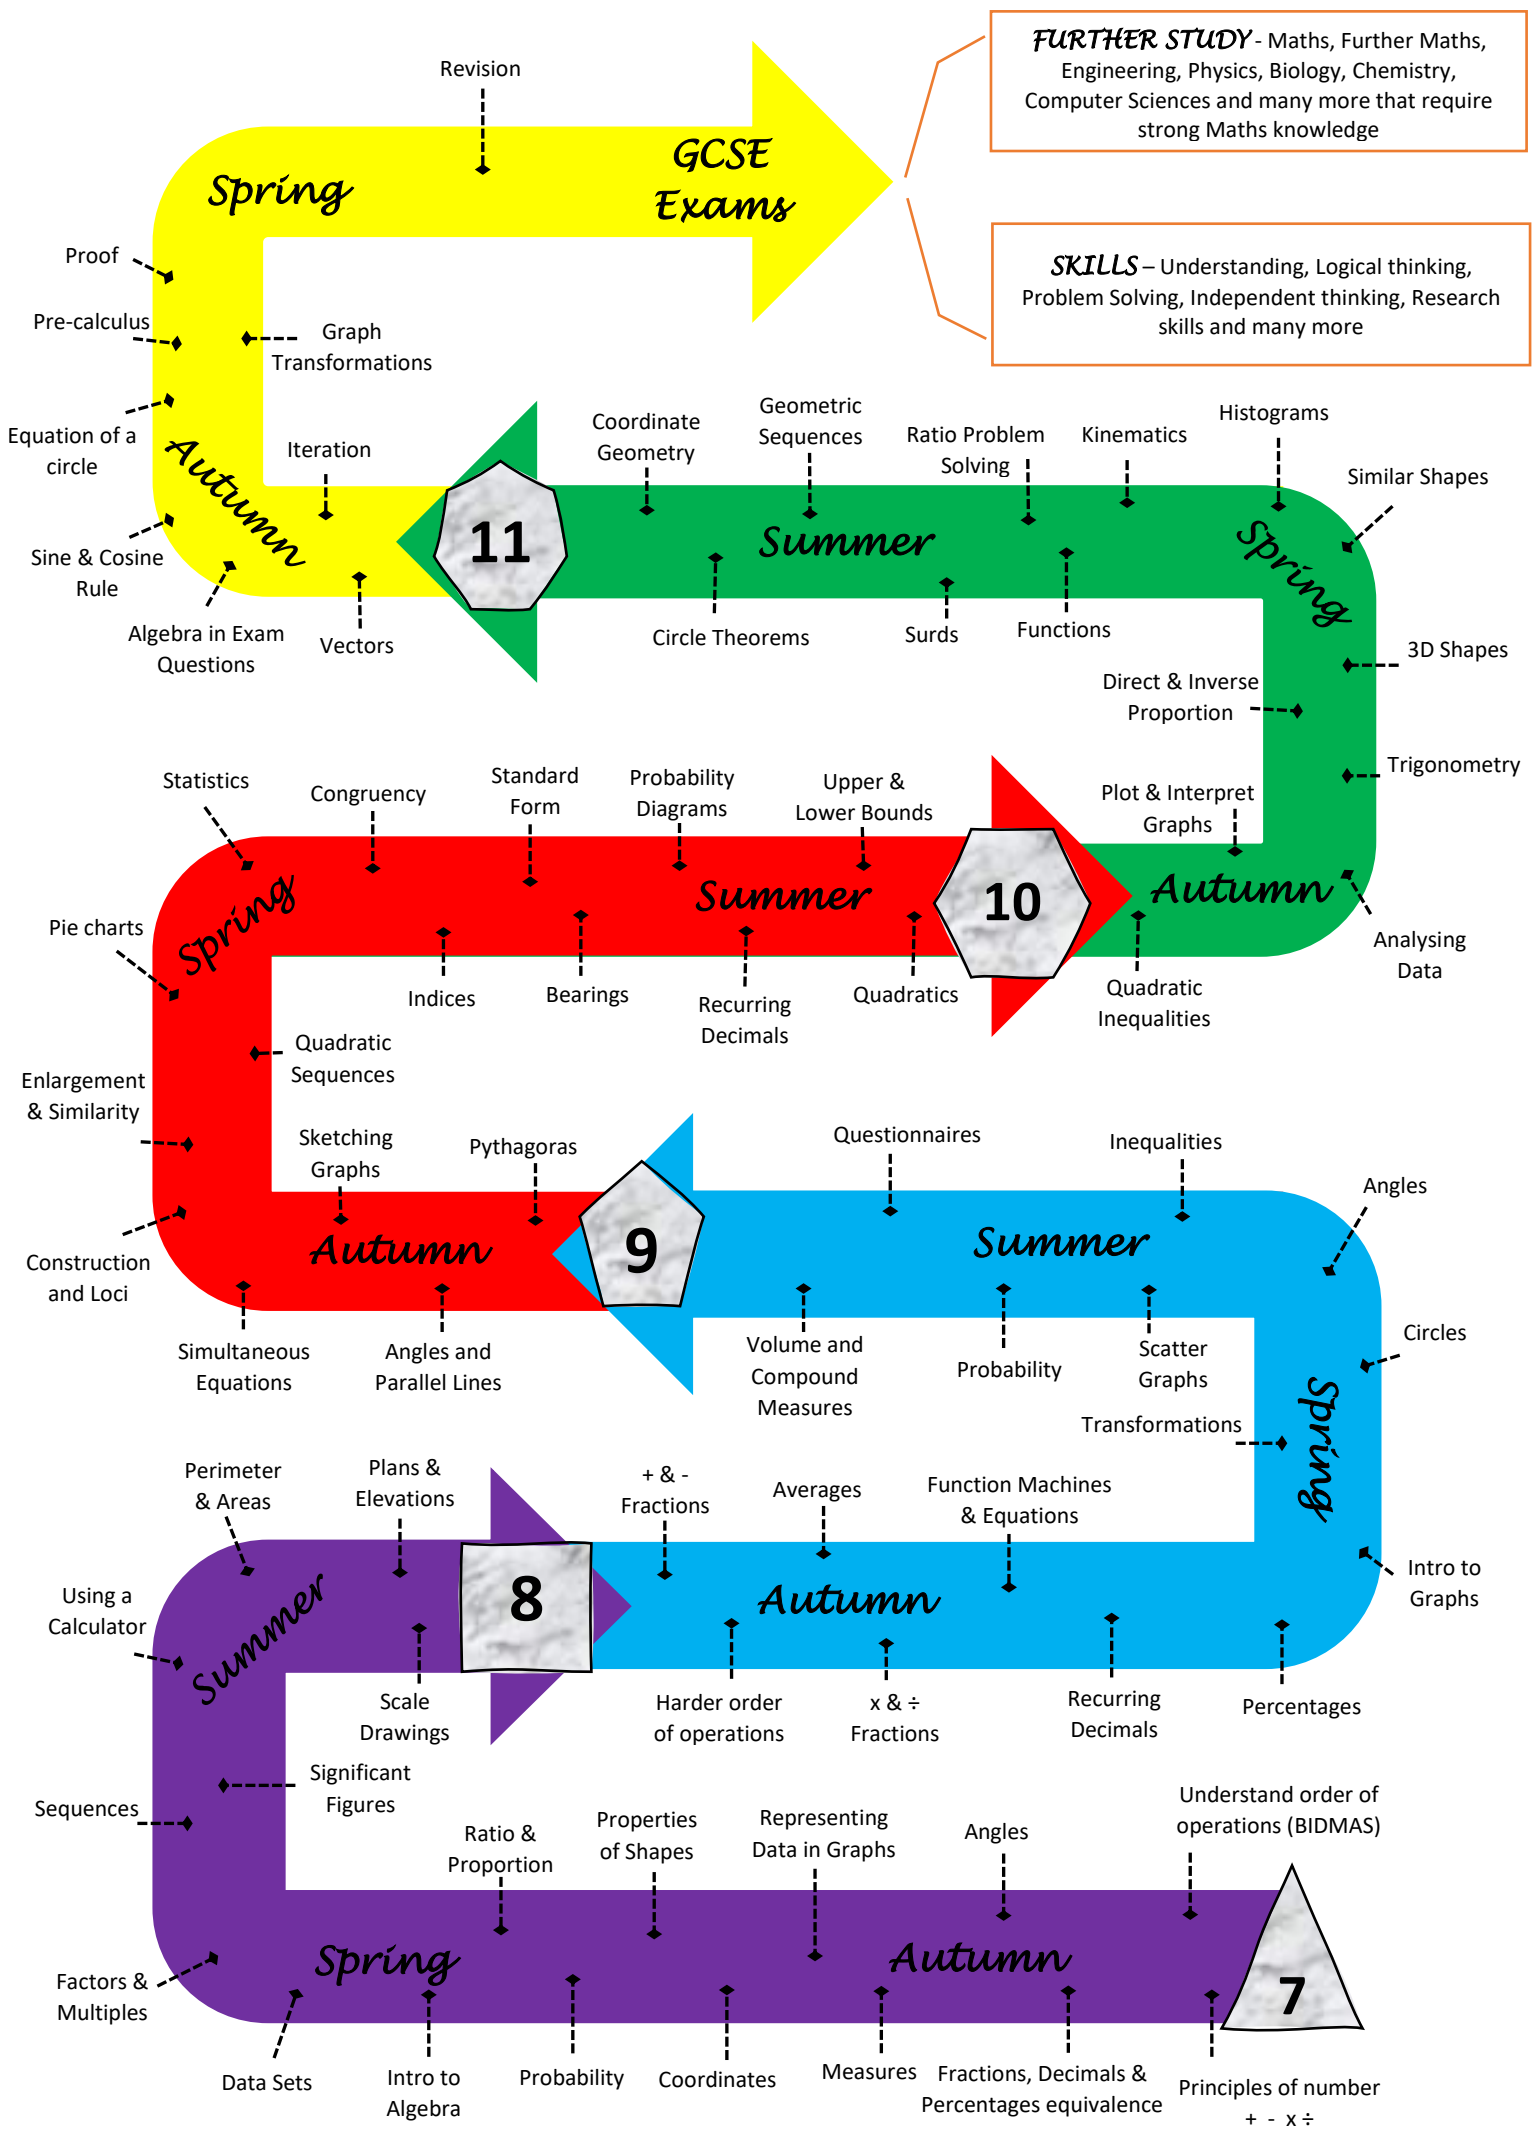 FURTHER STUDY - Maths, Further Maths,
Engineering, Physics, Biology, Chemistry,
Computer Sciences and many more that require
strong Maths knowledge
Revision
GCSE
Exams
Spring
SKILLS – Understanding, Logical thinking,
Problem Solving, Independent thinking, Research
skills and many more
Proof
Pre-calculus
Graph
Transformations
Equation of a
circle
Autumn
Iteration
Sine & Cosine
Rule
Algebra in Exam
Questions
Vectors
11
Coordinate
Geometry
Geometric
Sequences
Ratio Problem
Solving
Kinematics
Histograms
Similar Shapes
Summer
Spring
Circle Theorems
Surds
Functions
3D Shapes
Direct & Inverse
Proportion
Trigonometry
Plot & Interpret
Graphs
Autumn
Analysing
Data
Quadratic
Inequalities
10
Statistics
Congruency
Standard
Form
Probability
Diagrams
Upper &
Lower Bounds
Summer
Spring
Pie charts
Indices
Bearings
Recurring
Decimals
Quadratics
Quadratic
Sequences
Enlargement
& Similarity
Sketching
Graphs
Pythagoras
Construction
and Loci
Autumn
Simultaneous
Equations
Angles and
Parallel Lines
9
Questionnaires
Inequalities
Angles
Summer
Volume and
Compound
Measures
Probability
Scatter
Graphs
Circles
Transformations
Spring
Intro to
Graphs
Perimeter
& Areas
Plans &
Elevations
+ & -
Fractions
Averages
Function Machines
& Equations
Using a
Calculator
Summer
8
Autumn
Scale
Drawings
Harder order
of operations
x & ÷
Fractions
Recurring
Decimals
Percentages
Significant
Figures
Sequences
Ratio &
Proportion
Properties
of Shapes
Representing
Data in Graphs
Angles
Understand order of
operations (BIDMAS)
Spring
Autumn
7
Factors &
Multiples
Data Sets
Intro to
Algebra
Probability
Coordinates
Measures
Fractions, Decimals &
Percentages equivalence
Principles of number
+ - x ÷